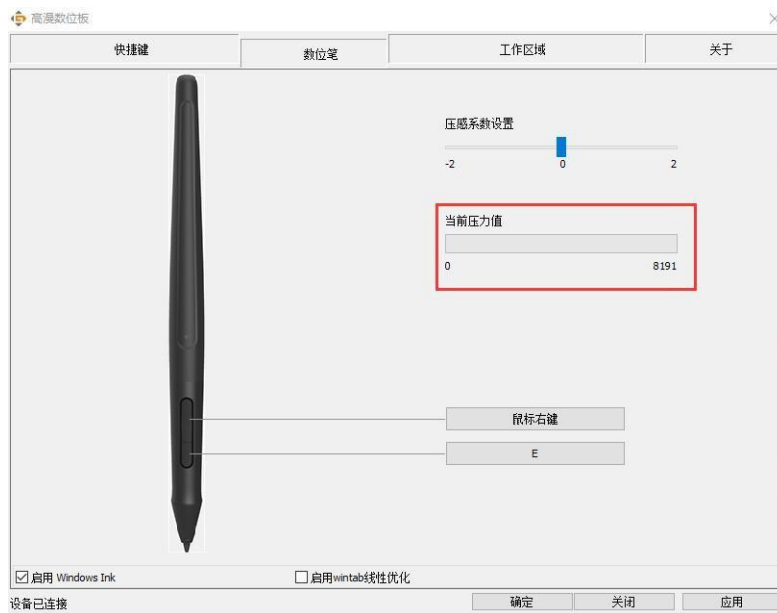 高漫数位板
快捷键 数位笔 工作区域 关于
压感系数设置
-2 0 2
当前压力值
0 8191
鼠标右键
E
启用 Windows Ink 启用wintab线性优化
设备已连接 确定 关闭 应用